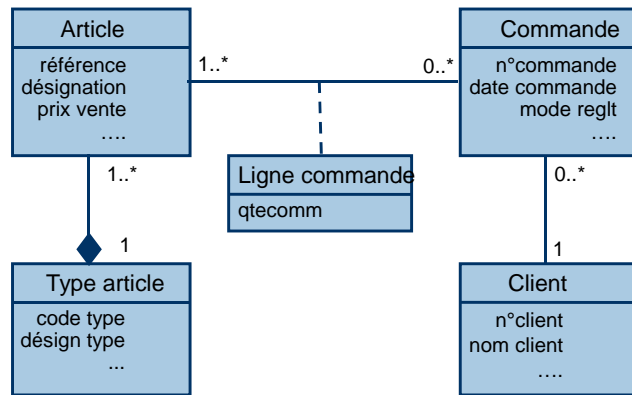 Article
référence
désignation
prix vente
….
1..*
0..*
Commande
n°commande
date commande
mode reglt
….
Ligne commande
qtecomm
1..*
1
Type article
code type
désign type
...
0..*
1
Client
n°client
nom client
….